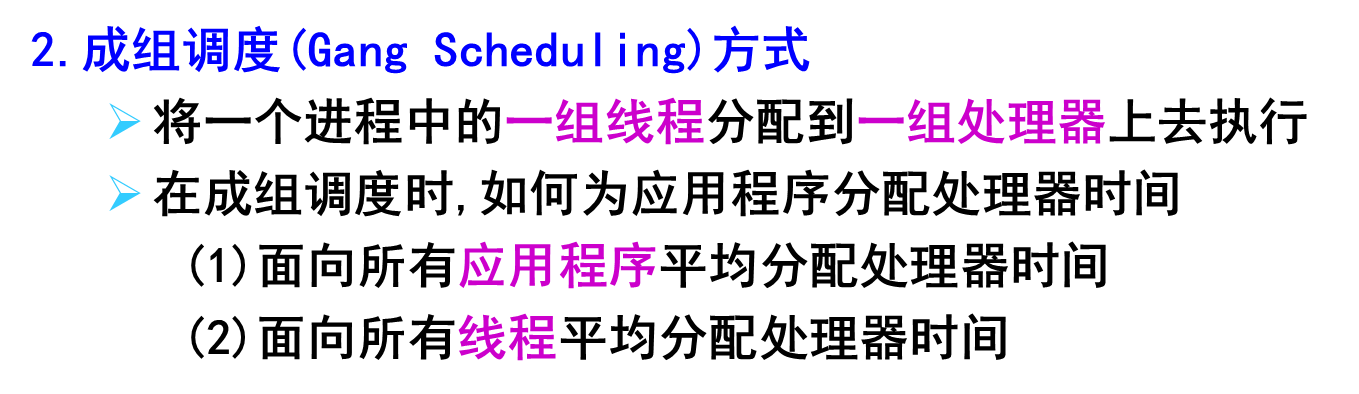 2.成组调度(Gang Scheduling)方式
➢将一个进程中的一组线程分配到一组处理器上去执行
➢在成组调度时,如何为应用程序分配处理器时间
(1)面向所有应用程序平均分配处理器时间
(2)面向所有线程平均分配处理器时间